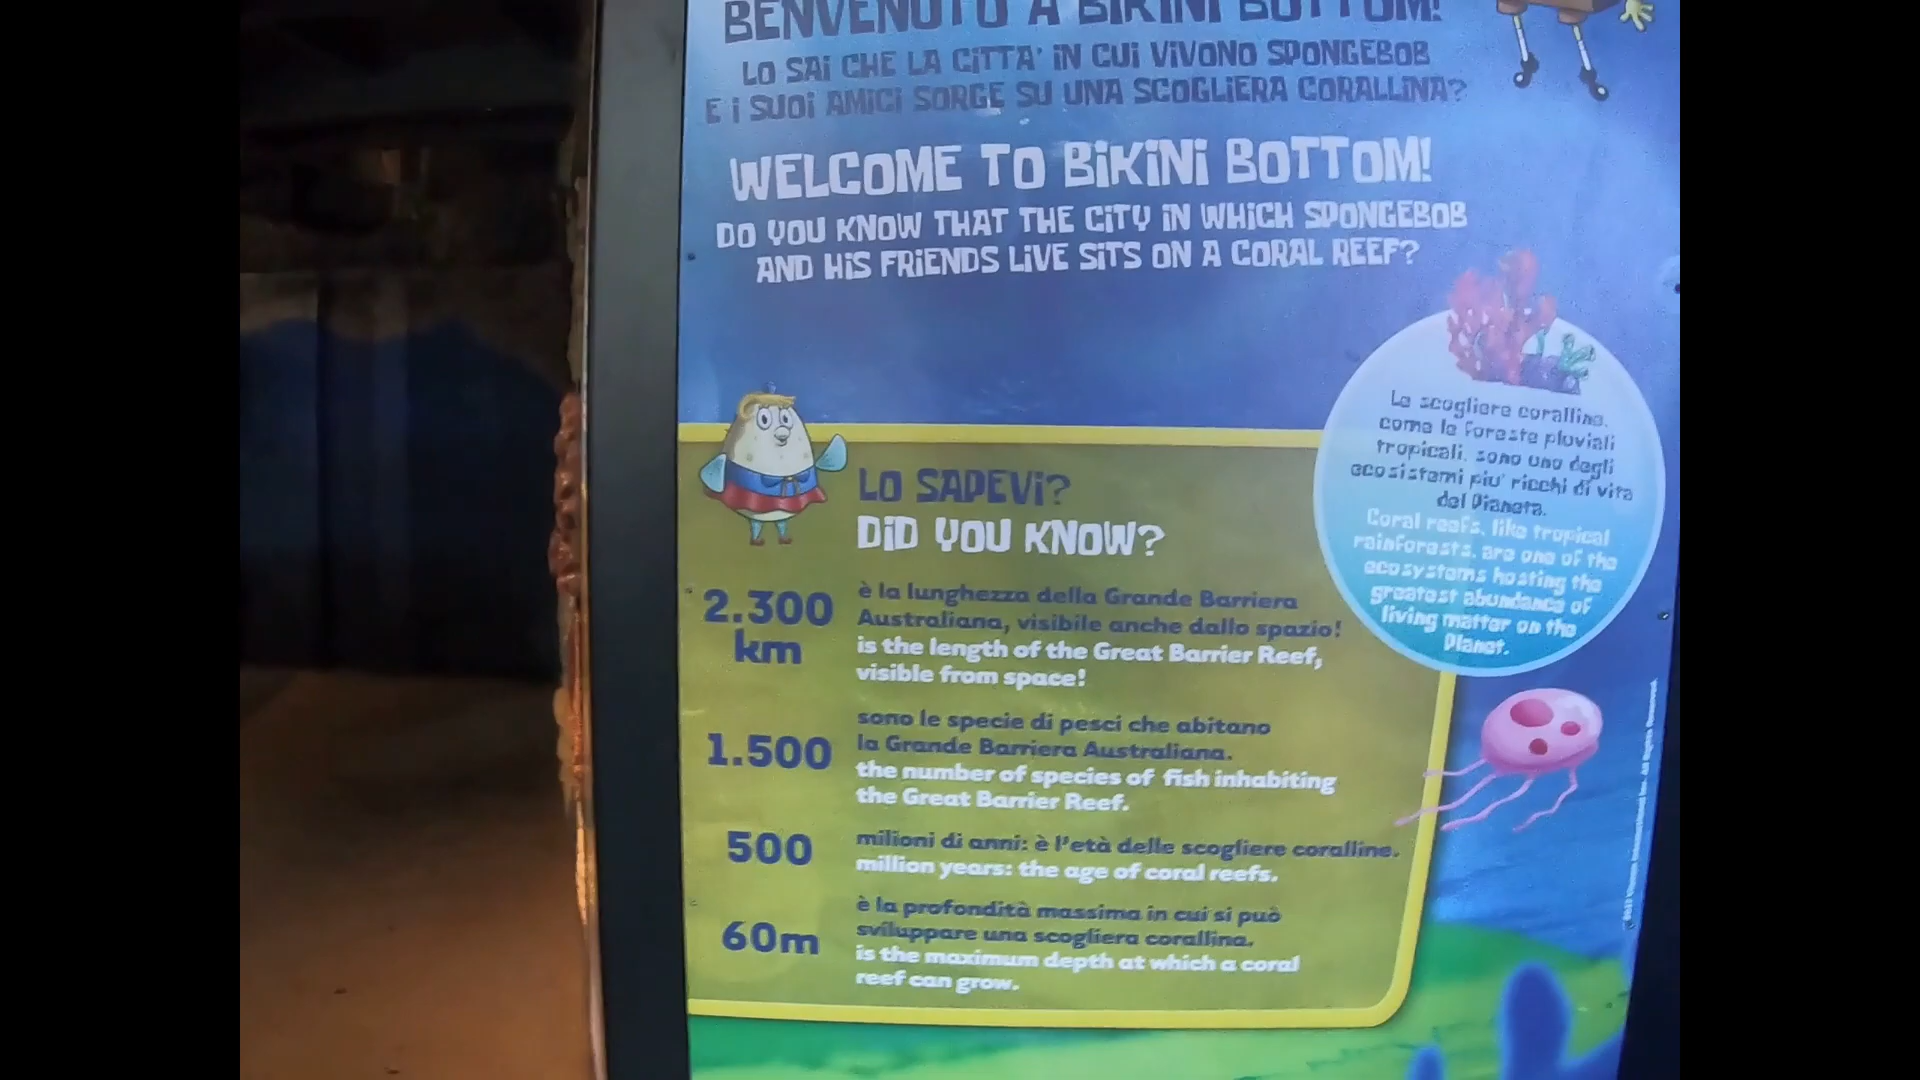 BENVENUTO A BIKINI BOTTOM!
LO SAI CHE LA CITTA' IN CUI VIVONO SPONGEBOB
E I SUOI AMICI SORGE SU UNA SCOGLIERA CORALLINA?
WELCOME TO BIKINI BOTTOM!
DO YOU KNOW THAT THE CITY IN WHICH SPONGEBOB
AND HIS FRIENDS LIVE SITS ON A CORAL REEF?
Le scogliere coralline,
come le foreste pluviali
tropicali, sono uno degli
ecosistemi piu' ricchi di vita
del Pianeta.
Coral reefs, like tropical
rainforests, are one of the
ecosystems hosting the
greatest abundance of
living matter on the
Planet.
LO SAPEVI?
DID YOU KNOW?
2.300
km
è la lunghezza della Grande Barriera
Australiana, visibile anche dallo spazio!
is the length of the Great Barrier Reef,
visible from space!
1.500
sono le specie di pesci che abitano
la Grande Barriera Australiana.
the number of species of fish inhabiting
the Great Barrier Reef.
500
milioni di anni: è l'età delle scogliere coralline.
million years: the age of coral reefs.
60m
è la profondità massima in cui si può
sviluppare una scogliera corallina.
is the maximum depth at which a coral
reef can grow.